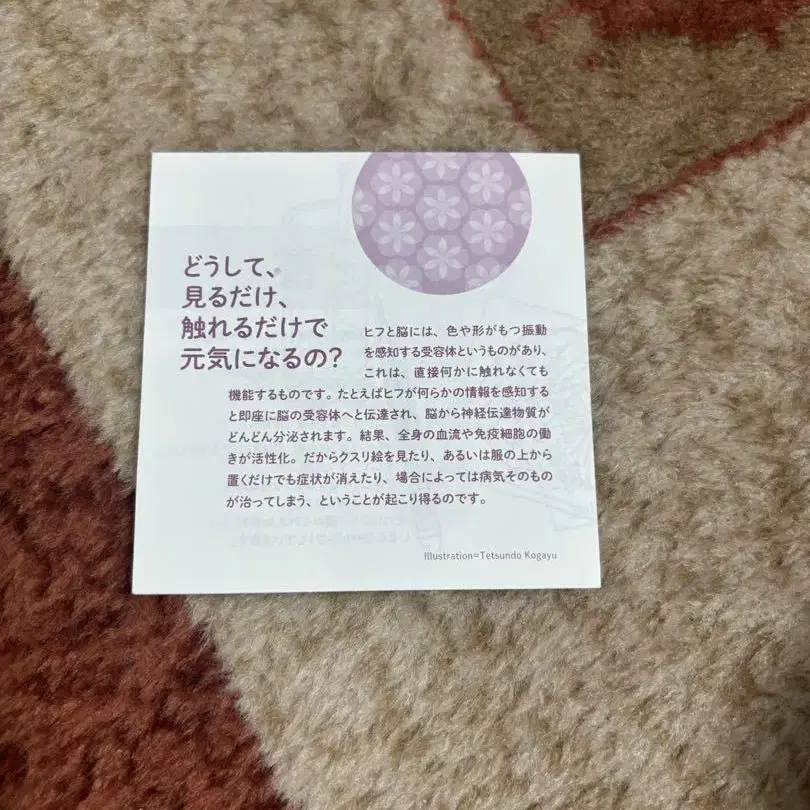 どうして、
見るだけ、
触れるだけで
元気になるの?
ヒフと脳には、色や形がもつ振動
を感知する受容体というものがあり、
これは、直接何かに触れなくても
機能するものです。たとえばヒフが何らかの情報を感知する
と即座に脳の受容体へと伝達され、脳から神経伝達物質が
どんどん分泌されます。結果、全身の血流や免疫細胞の働
きが活性化。だからクスリ絵を見たり、あるいは服の上から
置くだけでも症状が消えたり、場合によっては病気そのもの
が治ってしまう、ということが起こり得るのです。
Illustration=Tetsundo Kogayu